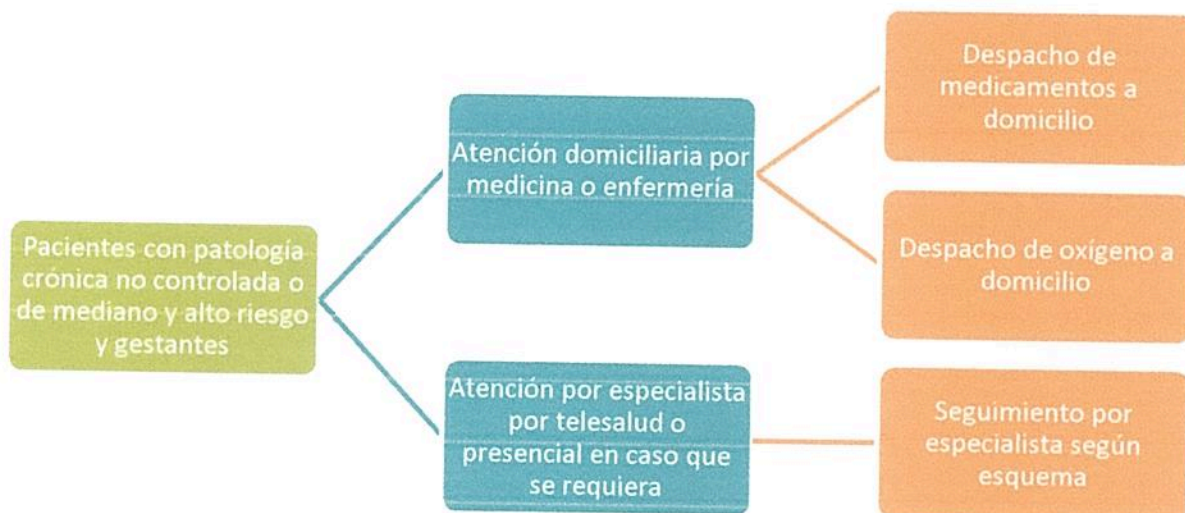 Pacientes con patología
crónica no controlada o
de mediano y alto riesgo
y gestantes
Atención domiciliaria por
medicina o enfermería
Despacho de
medicamentos a
domicilio
Despacho de oxígeno a
domicilio
Atención por especialista
por telesalud o
presencial en caso que
se requiera
Seguimiento por
especialista según
esquema